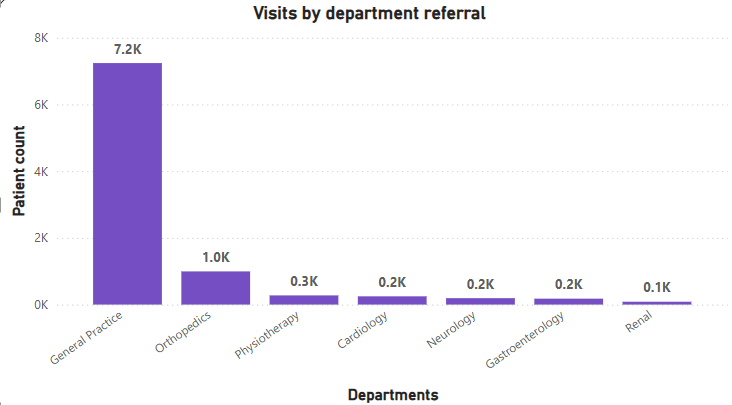 Visits by department referral
Patient count
8K
6K
4K
2K
0K
7.2K
1.0K
0.3K
0.2K
0.2K
0.2K
0.1K
General Practice
Orthopedics
Physiotherapy
Cardiology
Neurology
Gastroenterology
Renal
Departments